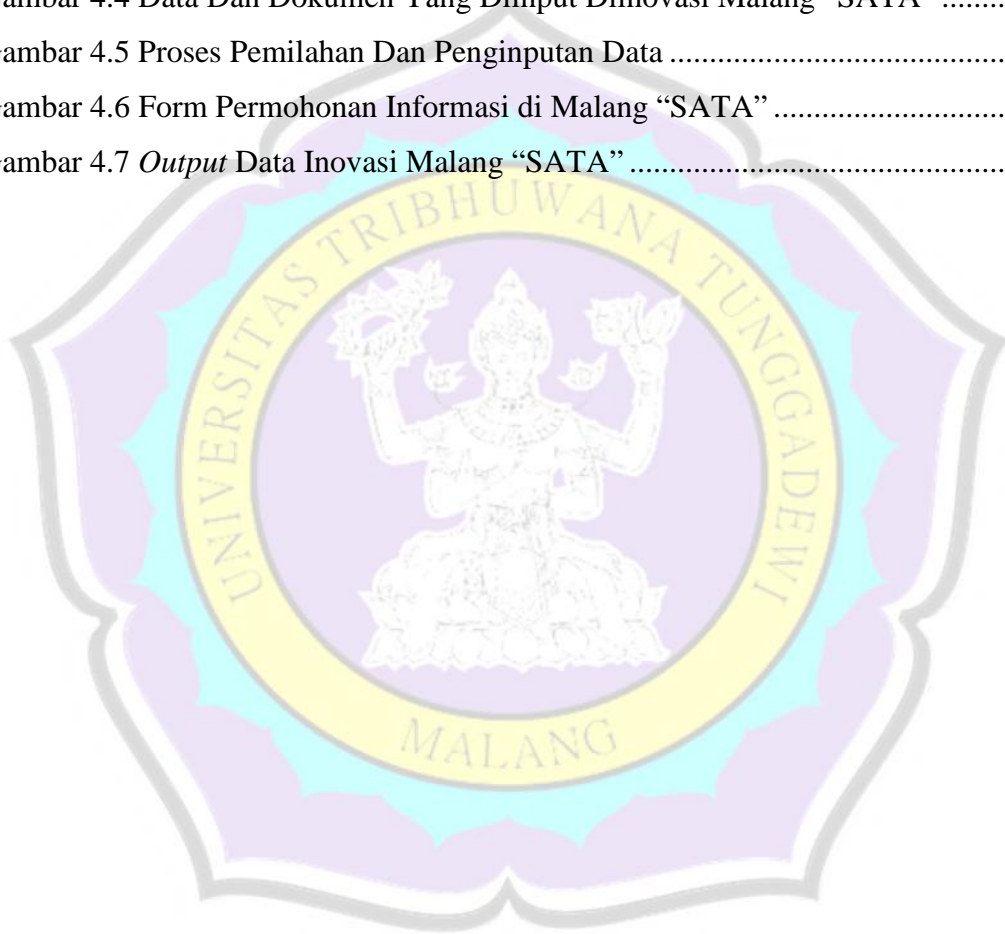 ambar 4.4 Data Dan Dokumen Yang Diinput Diinovasi Malang “SATA” ..........
ambar 4.5 Proses Pemilahan Dan Penginputan Data ......................................
ambar 4.6 Form Permohonan Informasi di Malang “SATA” ..........................
ambar 4.7 Output Data Inovasi Malang “SATA” ...........................................
UNIVERSITAS TRIBHUWANA TUNGGADEWI
MALANG